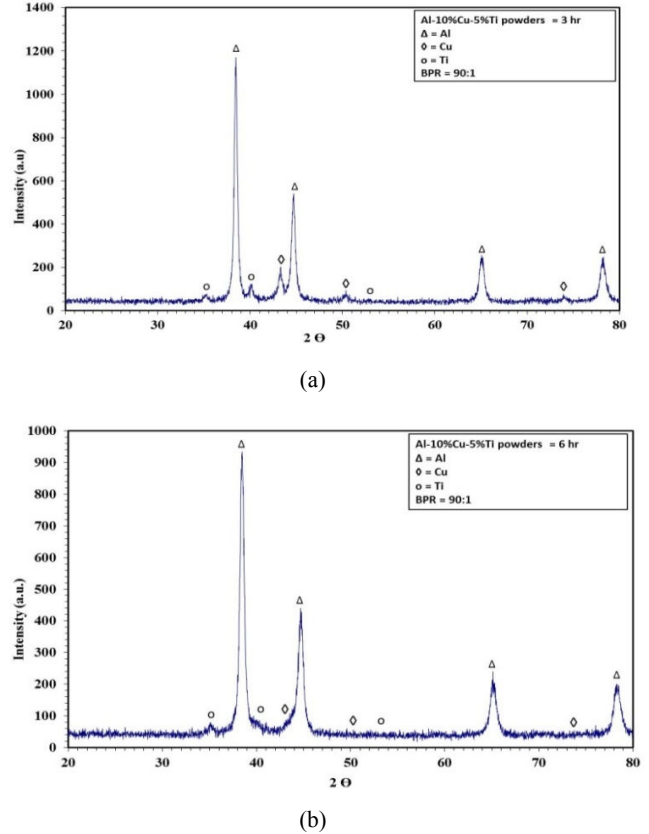 1400
1200
1000
800
600
400
200
0
Intensity (a.u)
Al-10%Cu-5%Ti powders = 3 hr
Δ = Al
◊ = Cu
o = Ti
BPR = 90:1
Δ
Δ
Δ
Δ
◊
◊
◊
o
o
o
20 30 40 50 60 70 80
2 ϴ
(a)
1000
900
800
700
600
500
400
300
200
100
0
Intensity (a.u.)
Al-10%Cu-5%Ti powders = 6 hr
Δ = Al
◊ = Cu
o = Ti
BPR = 90:1
Δ
Δ
Δ
Δ
o
o
◊
◊
o
◊
20 30 40 50 60 70 80
2 ϴ
(b)